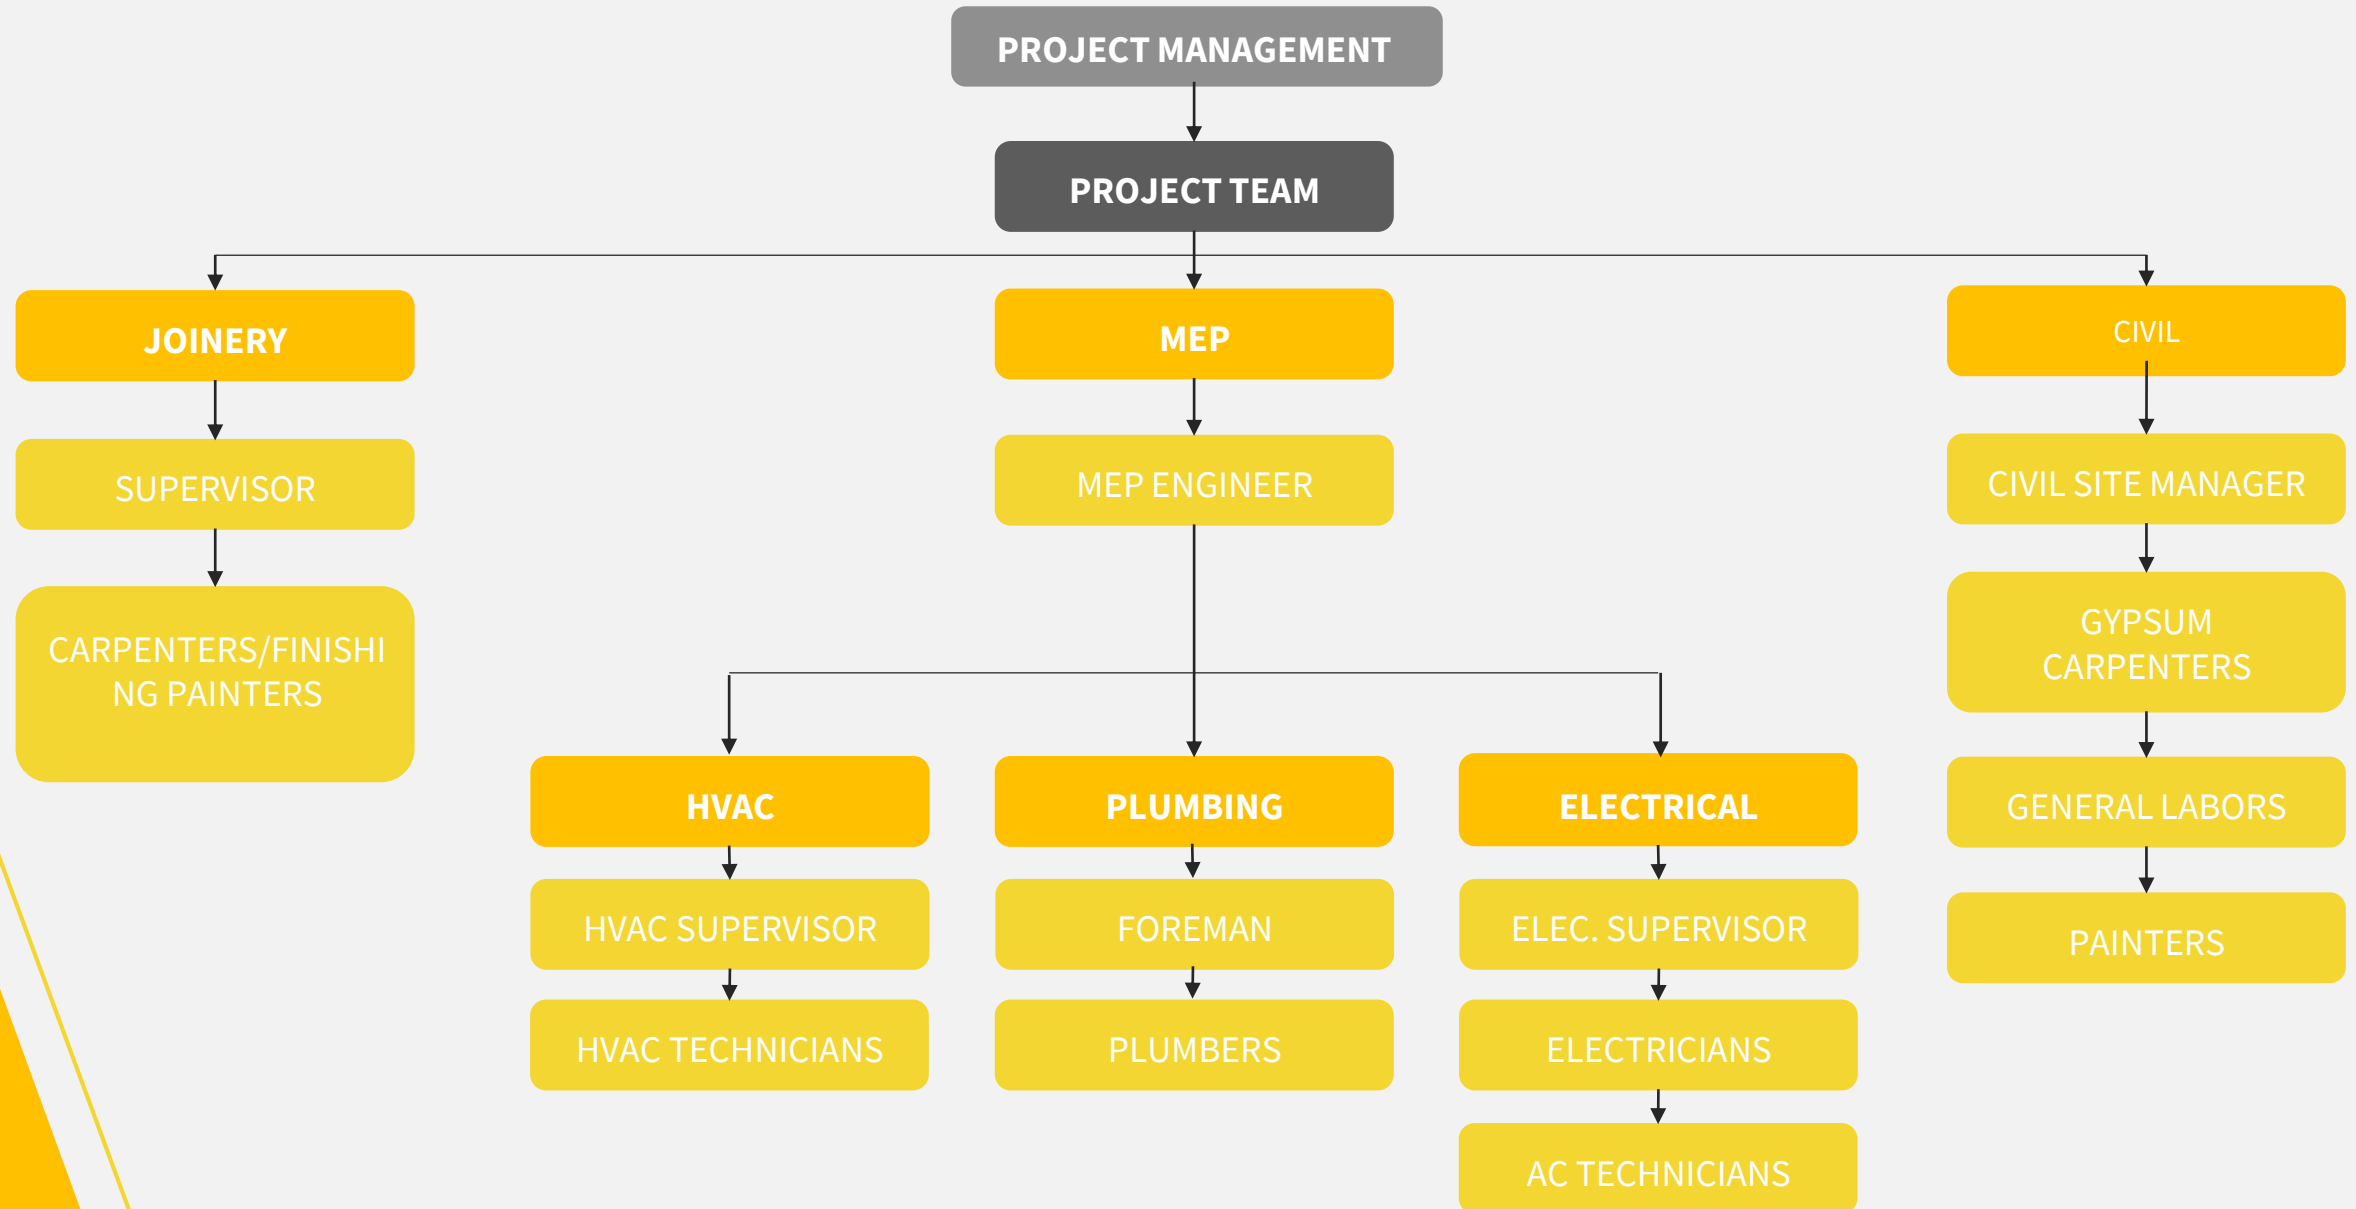 PROJECT MANAGEMENT
PROJECT TEAM
JOINERY
MEP
CIVIL
SUPERVISOR
MEP ENGINEER
CIVIL SITE MANAGER
CARPENTERS/FINISHI
NG PAINTERS
GYPSUM
CARPENTERS
HVAC
PLUMBING
ELECTRICAL
GENERAL LABORS
HVAC SUPERVISOR
FOREMAN
ELEC. SUPERVISOR
PAINTERS
HVAC TECHNICIANS
PLUMBERS
ELECTRICIANS
AC TECHNICIANS